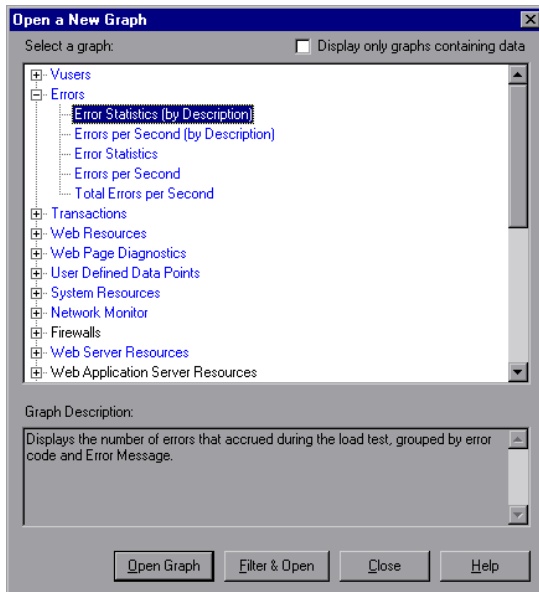 Open a New Graph
Select a graph:
Display only graphs containing data
Vusers
Errors
Error Statistics (by Description)
Errors per Second (by Description)
Error Statistics
Errors per Second
Total Errors per Second
Transactions
Web Resources
Web Page Diagnostics
User Defined Data Points
System Resources
Network Monitor
Firewalls
Web Server Resources
Web Application Server Resources
Graph Description:
Displays the number of errors that accrued during the load test, grouped by error
code and Error Message.
Open Graph
Filter & Open
Close
Help